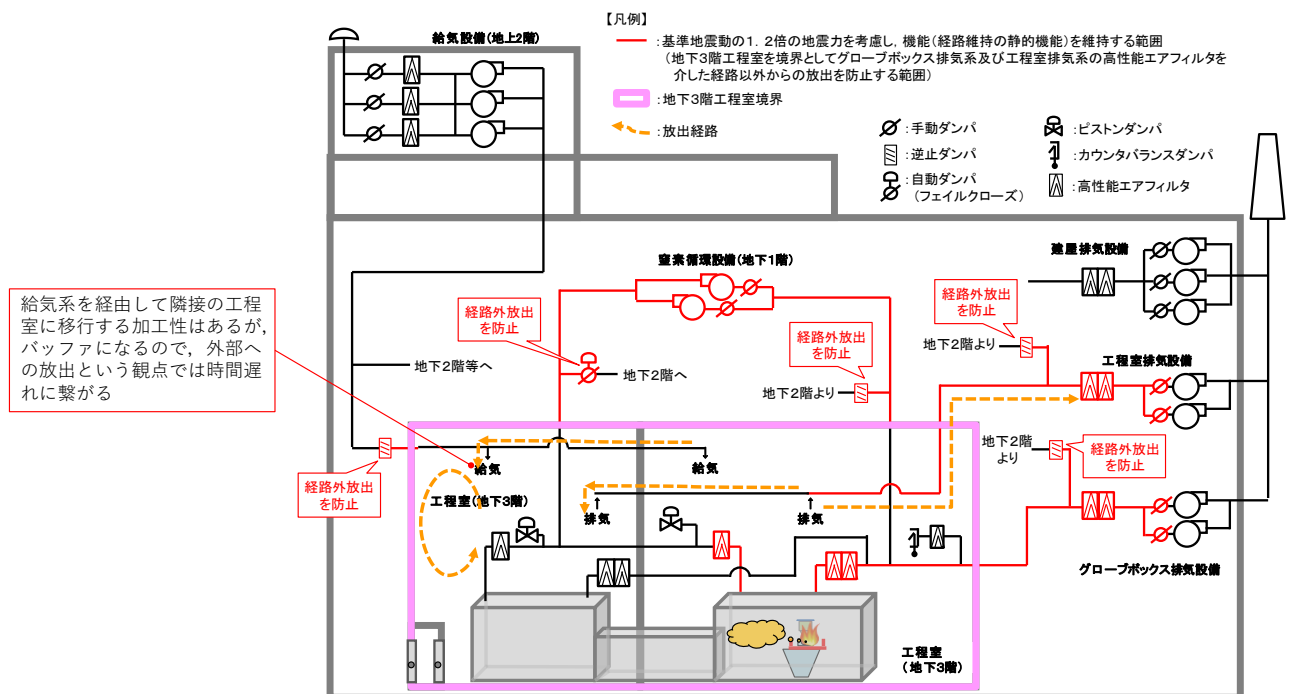 【凡例】
:基準地震動の1．2倍の地震力を考慮し，機能(経路維持の静的機能)を維持する範囲
(地下3階工程室を境界としてグローブボックス排気系及び工程室排気系の高性能エアフィルタを
介した経路以外からの放出を防止する範囲)
:地下3階工程室境界
:放出経路
:手動ダンパ
:逆止ダンパ
:自動ダンパ
(フェイルクローズ)
:ピストンダンパ
:カウンタバランスダンパ
:高性能エアフィルタ
給気設備(地上2階)
窒素循環設備(地下1階)
建屋排気設備
給気系を経由して隣接の工程
室に移行する加工性はあるが，
バッファになるので，外部へ
の放出という観点では時間遅
れに繋がる
経路外放出
を防止
経路外放出
を防止
経路外放出
を防止
地下2階より
工程室排気設備
地下2階等へ
地下2階へ
地下2階より
地下2階
より
経路外放出
を防止
給気
給気
経路外放出
を防止
工程室(地下3階)
排気
排気
グローブボックス排気設備
工程室
(地下3階)